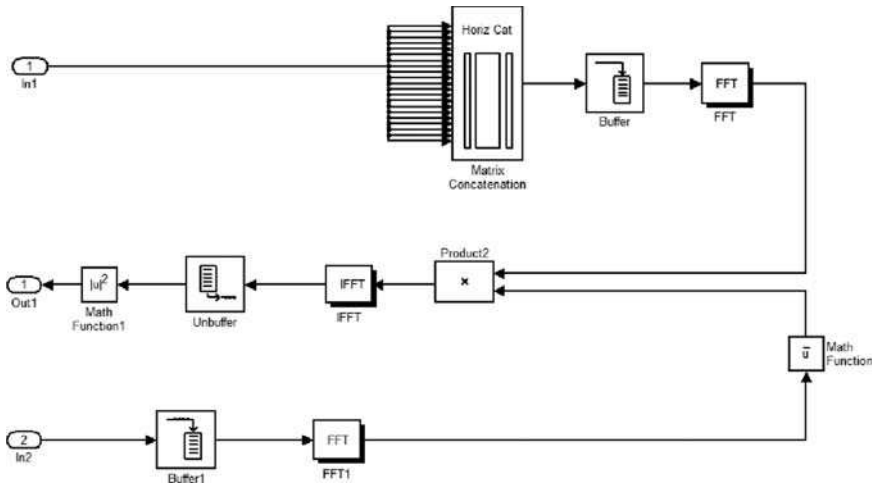 Horiz Cat
1
In1
Matrix
Concatenation
Buffer
FFT
FFT
Product2
×
IFFT
IFFT
Unbuffer
|u|²
Math
Function1
1
Out1
ū
Math
Function
2
In2
Buffer1
FFT
FFT1